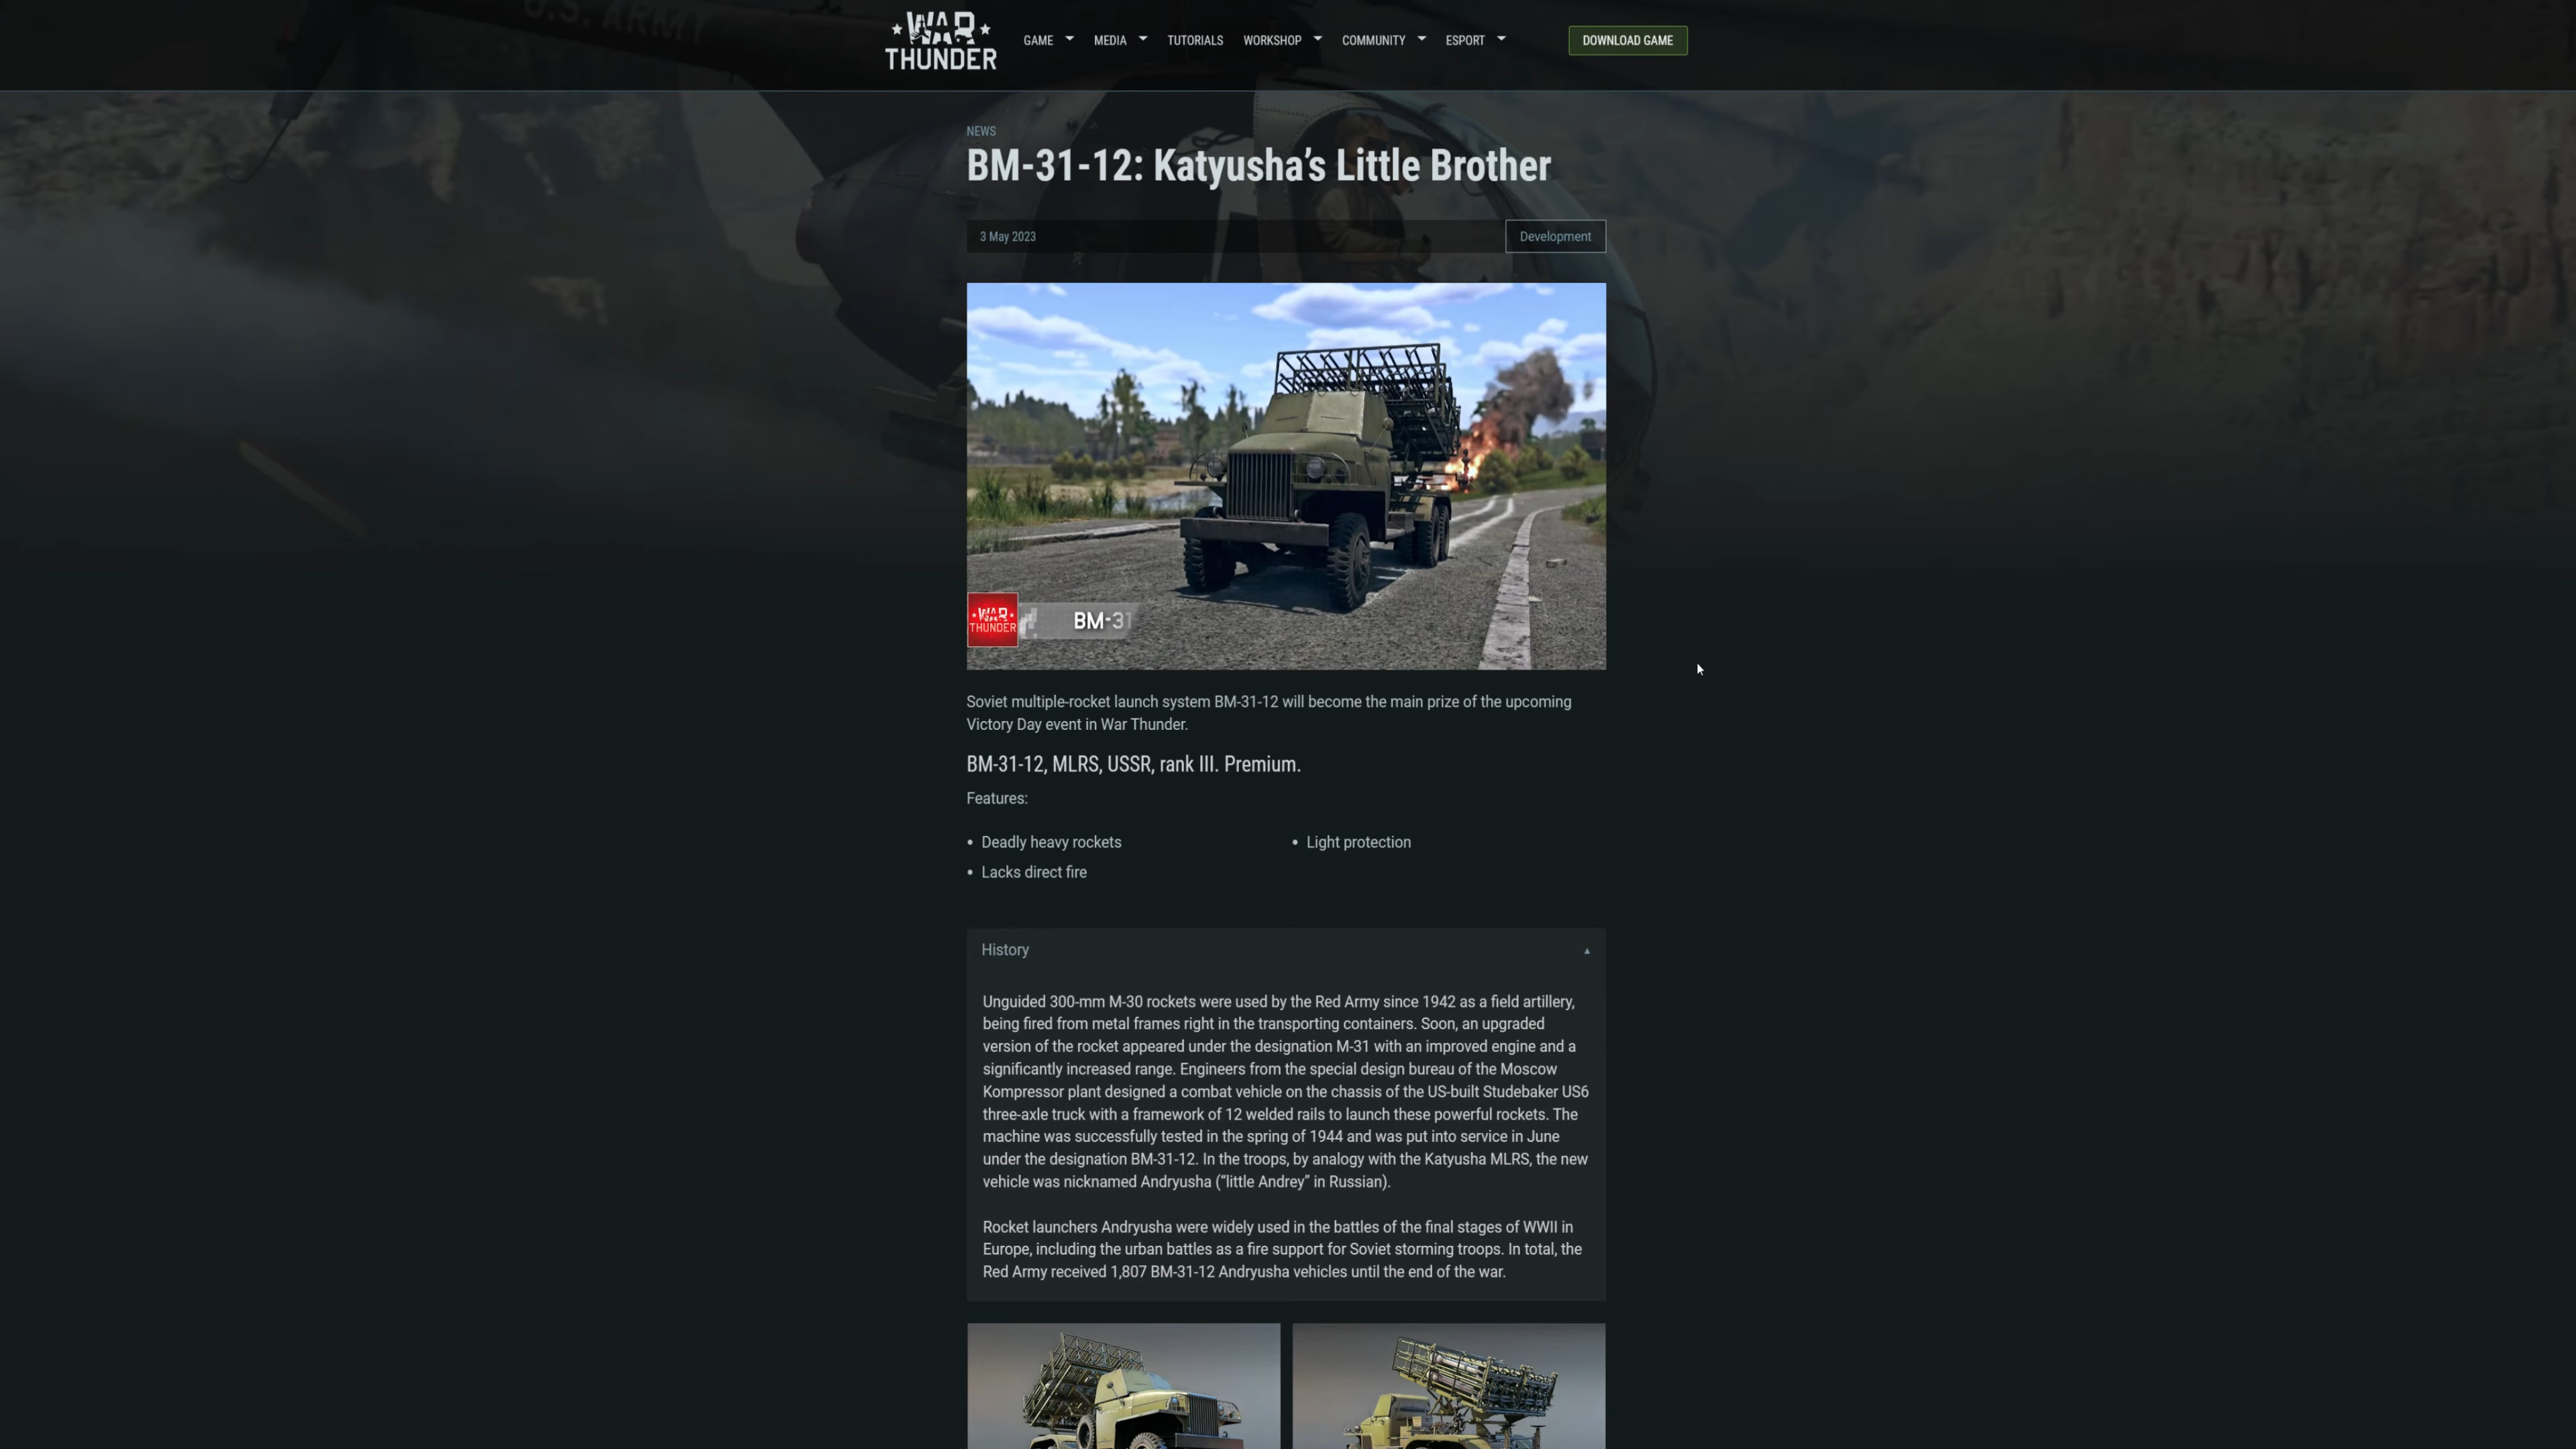 U.S. ARMY
WAR
THUNDER
GAME MEDIA TUTORIALS WORKSHOP COMMUNITY ESPORT DOWNLOAD GAME
NEWS
BM-31-12: Katyusha’s Little Brother
3 May 2023 Development
WAR
THUNDER
BM-31
Soviet multiple-rocket launch system BM-31-12 will become the main prize of the upcoming
Victory Day event in War Thunder.
BM-31-12, MLRS, USSR, rank III. Premium.
Features:
• Deadly heavy rockets • Light protection
• Lacks direct fire
History
Unguided 300-mm M-30 rockets were used by the Red Army since 1942 as a field artillery,
being fired from metal frames right in the transporting containers. Soon, an upgraded
version of the rocket appeared under the designation M-31 with an improved engine and a
significantly increased range. Engineers from the special design bureau of the Moscow
Kompressor plant designed a combat vehicle on the chassis of the US-built Studebaker US6
three-axle truck with a framework of 12 welded rails to launch these powerful rockets. The
machine was successfully tested in the spring of 1944 and was put into service in June
under the designation BM-31-12. In the troops, by analogy with the Katyusha MLRS, the new
vehicle was nicknamed Andryusha (“little Andrey” in Russian).
Rocket launchers Andryusha were widely used in the battles of the final stages of WWII in
Europe, including the urban battles as a fire support for Soviet storming troops. In total, the
Red Army received 1,807 BM-31-12 Andryusha vehicles until the end of the war.